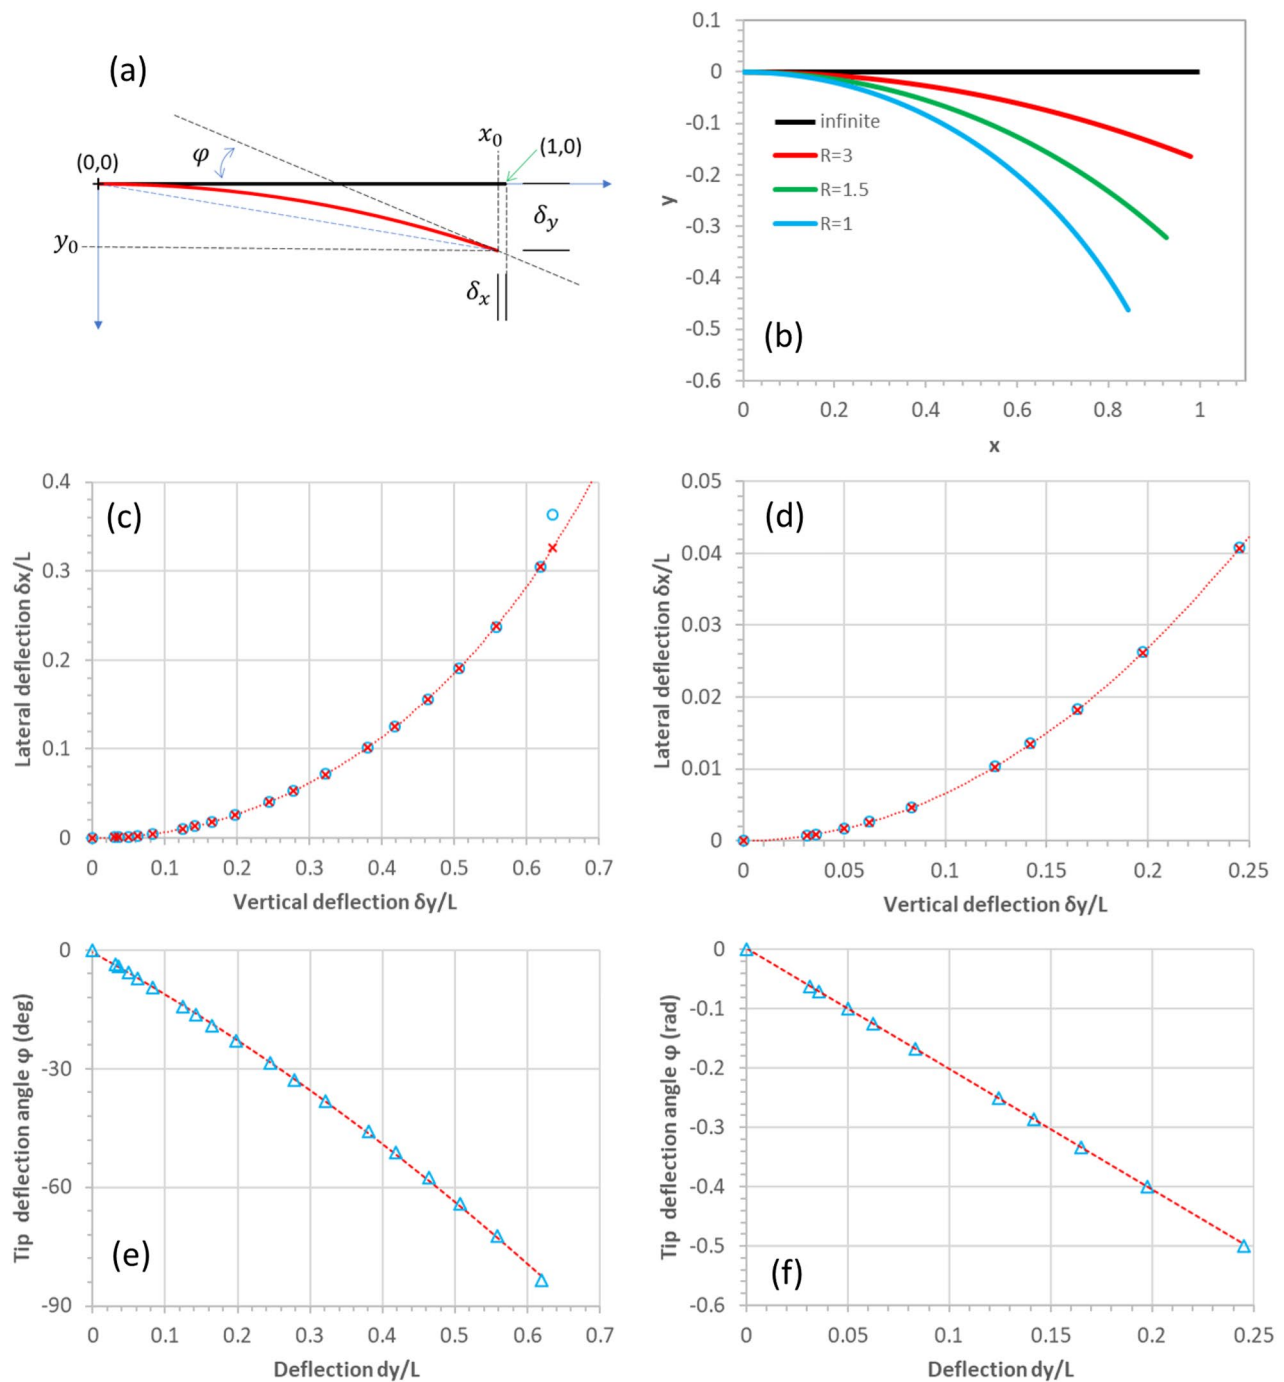 (a)
(0,0)
φ
x₀
(1,0)
δy
y₀
δx
0.1
0
-0.1
-0.2
-0.3
-0.4
-0.5
-0.6
y
infinite
R=3
R=1.5
R=1
(b)
0 0.2 0.4 0.6 0.8 1
x
0.4
0.3
0.2
0.1
0
Lateral deflection δx/L
(c)
0 0.1 0.2 0.3 0.4 0.5 0.6 0.7
Vertical deflection δy/L
0.05
0.04
0.03
0.02
0.01
0
Lateral deflection δx/L
(d)
0 0.05 0.1 0.15 0.2 0.25
Vertical deflection δy/L
0
-30
-60
-90
Tip deflection angle φ (deg)
(e)
0 0.1 0.2 0.3 0.4 0.5 0.6 0.7
Deflection dy/L
0
-0.1
-0.2
-0.3
-0.4
-0.5
-0.6
Tip deflection angle φ (rad)
(f)
0 0.05 0.1 0.15 0.2 0.25
Deflection dy/L